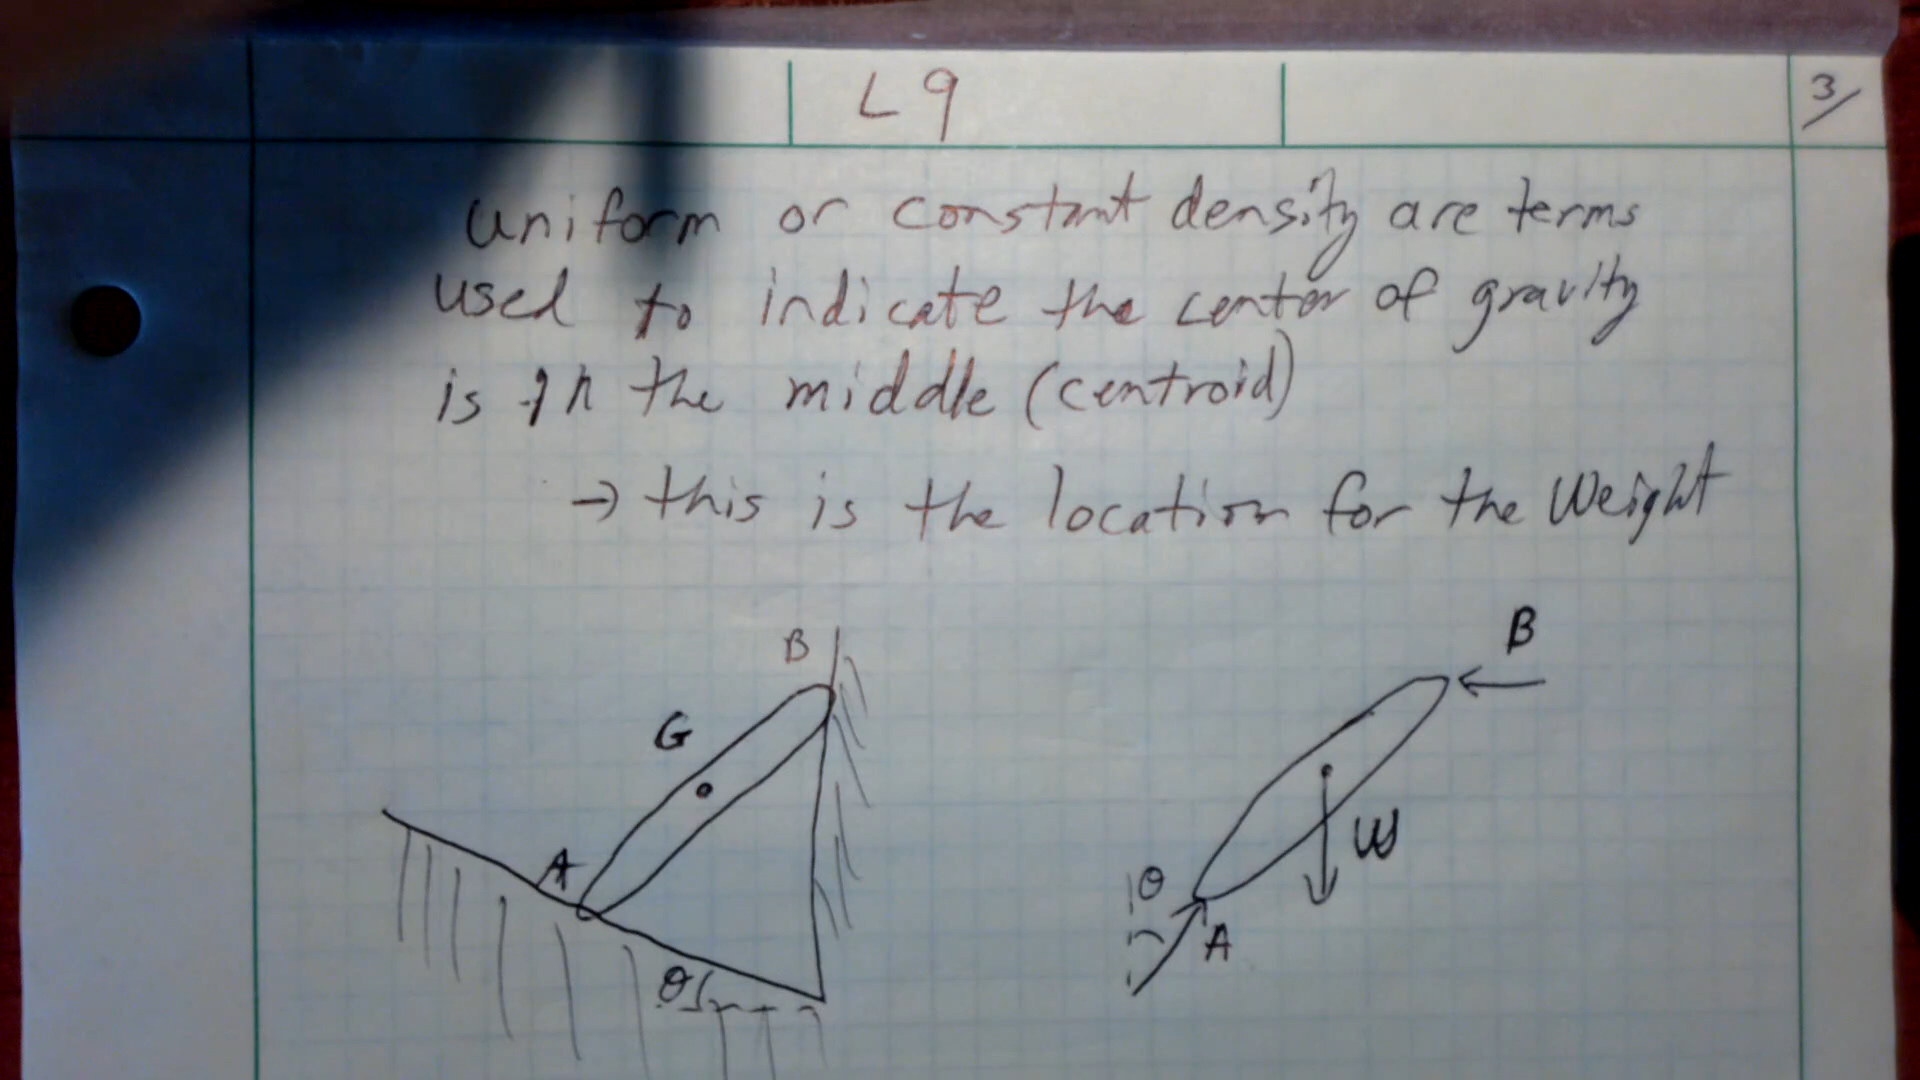 L9
3/
uniform or constant density are terms
used to indicate the center of gravity
is in the middle (centroid)
→ this is the location for the weight
B
G
A
θ
B
W
θ
A